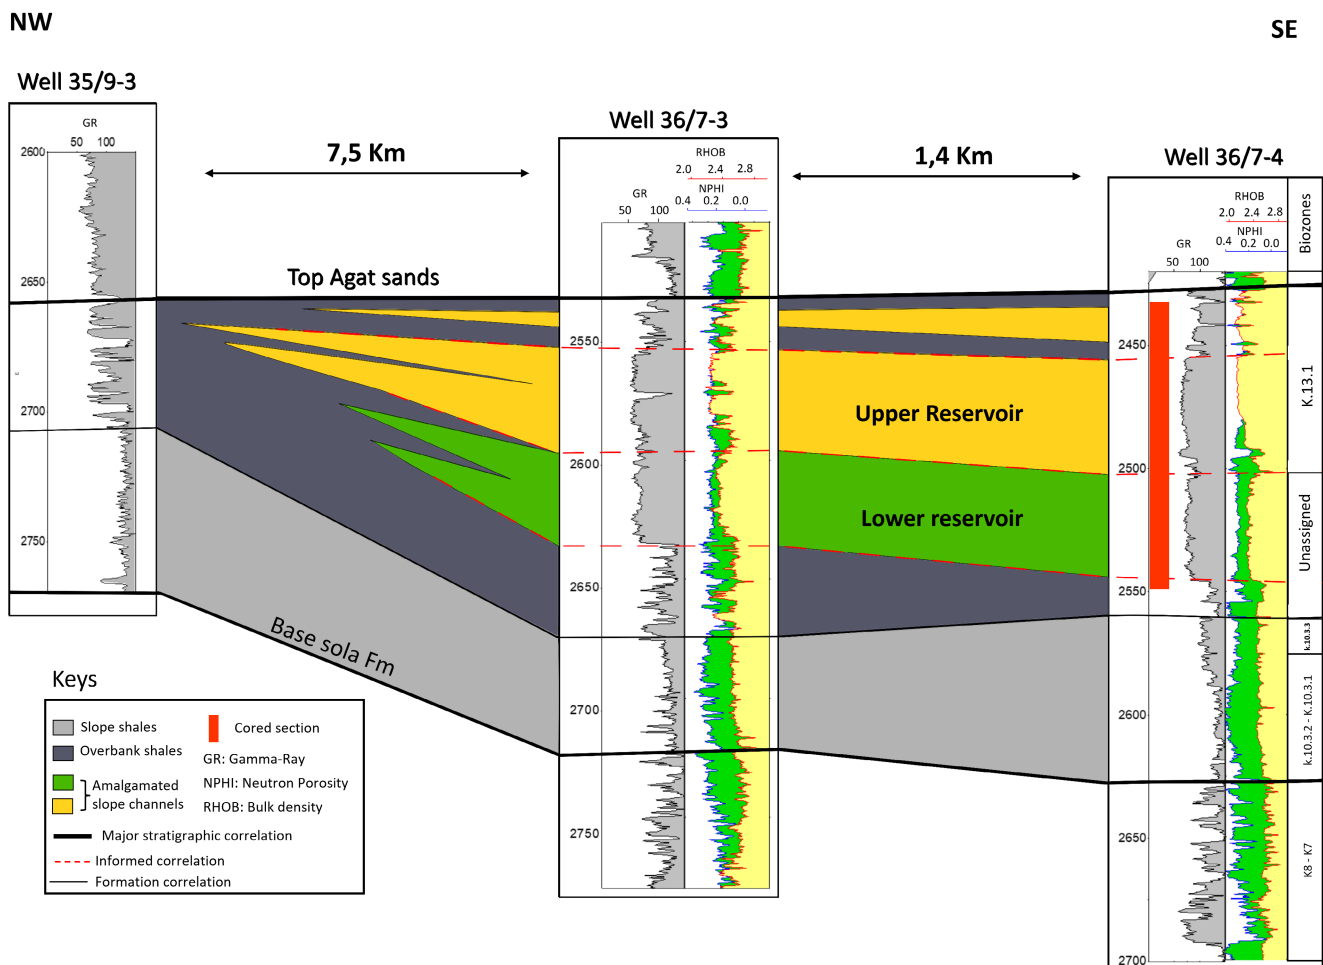 NW
SE
Well 35/9-3
Well 36/7-3
Well 36/7-4
7,5 Km
1,4 Km
GR
50 100
2600
2650
2700
2750
RHOB
2.0 2.4 2.8
NPHI
0.4 0.2 0.0
GR
50 100
2550
2600
2650
2700
2750
RHOB
2.0 2.4 2.8
NPHI
0.4 0.2 0.0
GR
50 100
Biozones
2450
2500
2550
2600
2650
2700
K.13.1
Unassigned
k.10.3.3
k.10.3.2 - K.10.3.1
K8 - K7
Top Agat sands
Upper Reservoir
Lower reservoir
Base sola Fm
Keys
Slope shales
Overbank shales
Amalgamated
slope channels
Cored section
GR: Gamma-Ray
NPHI: Neutron Porosity
RHOB: Bulk density
Major stratigraphic correlation
Informed correlation
Formation correlation